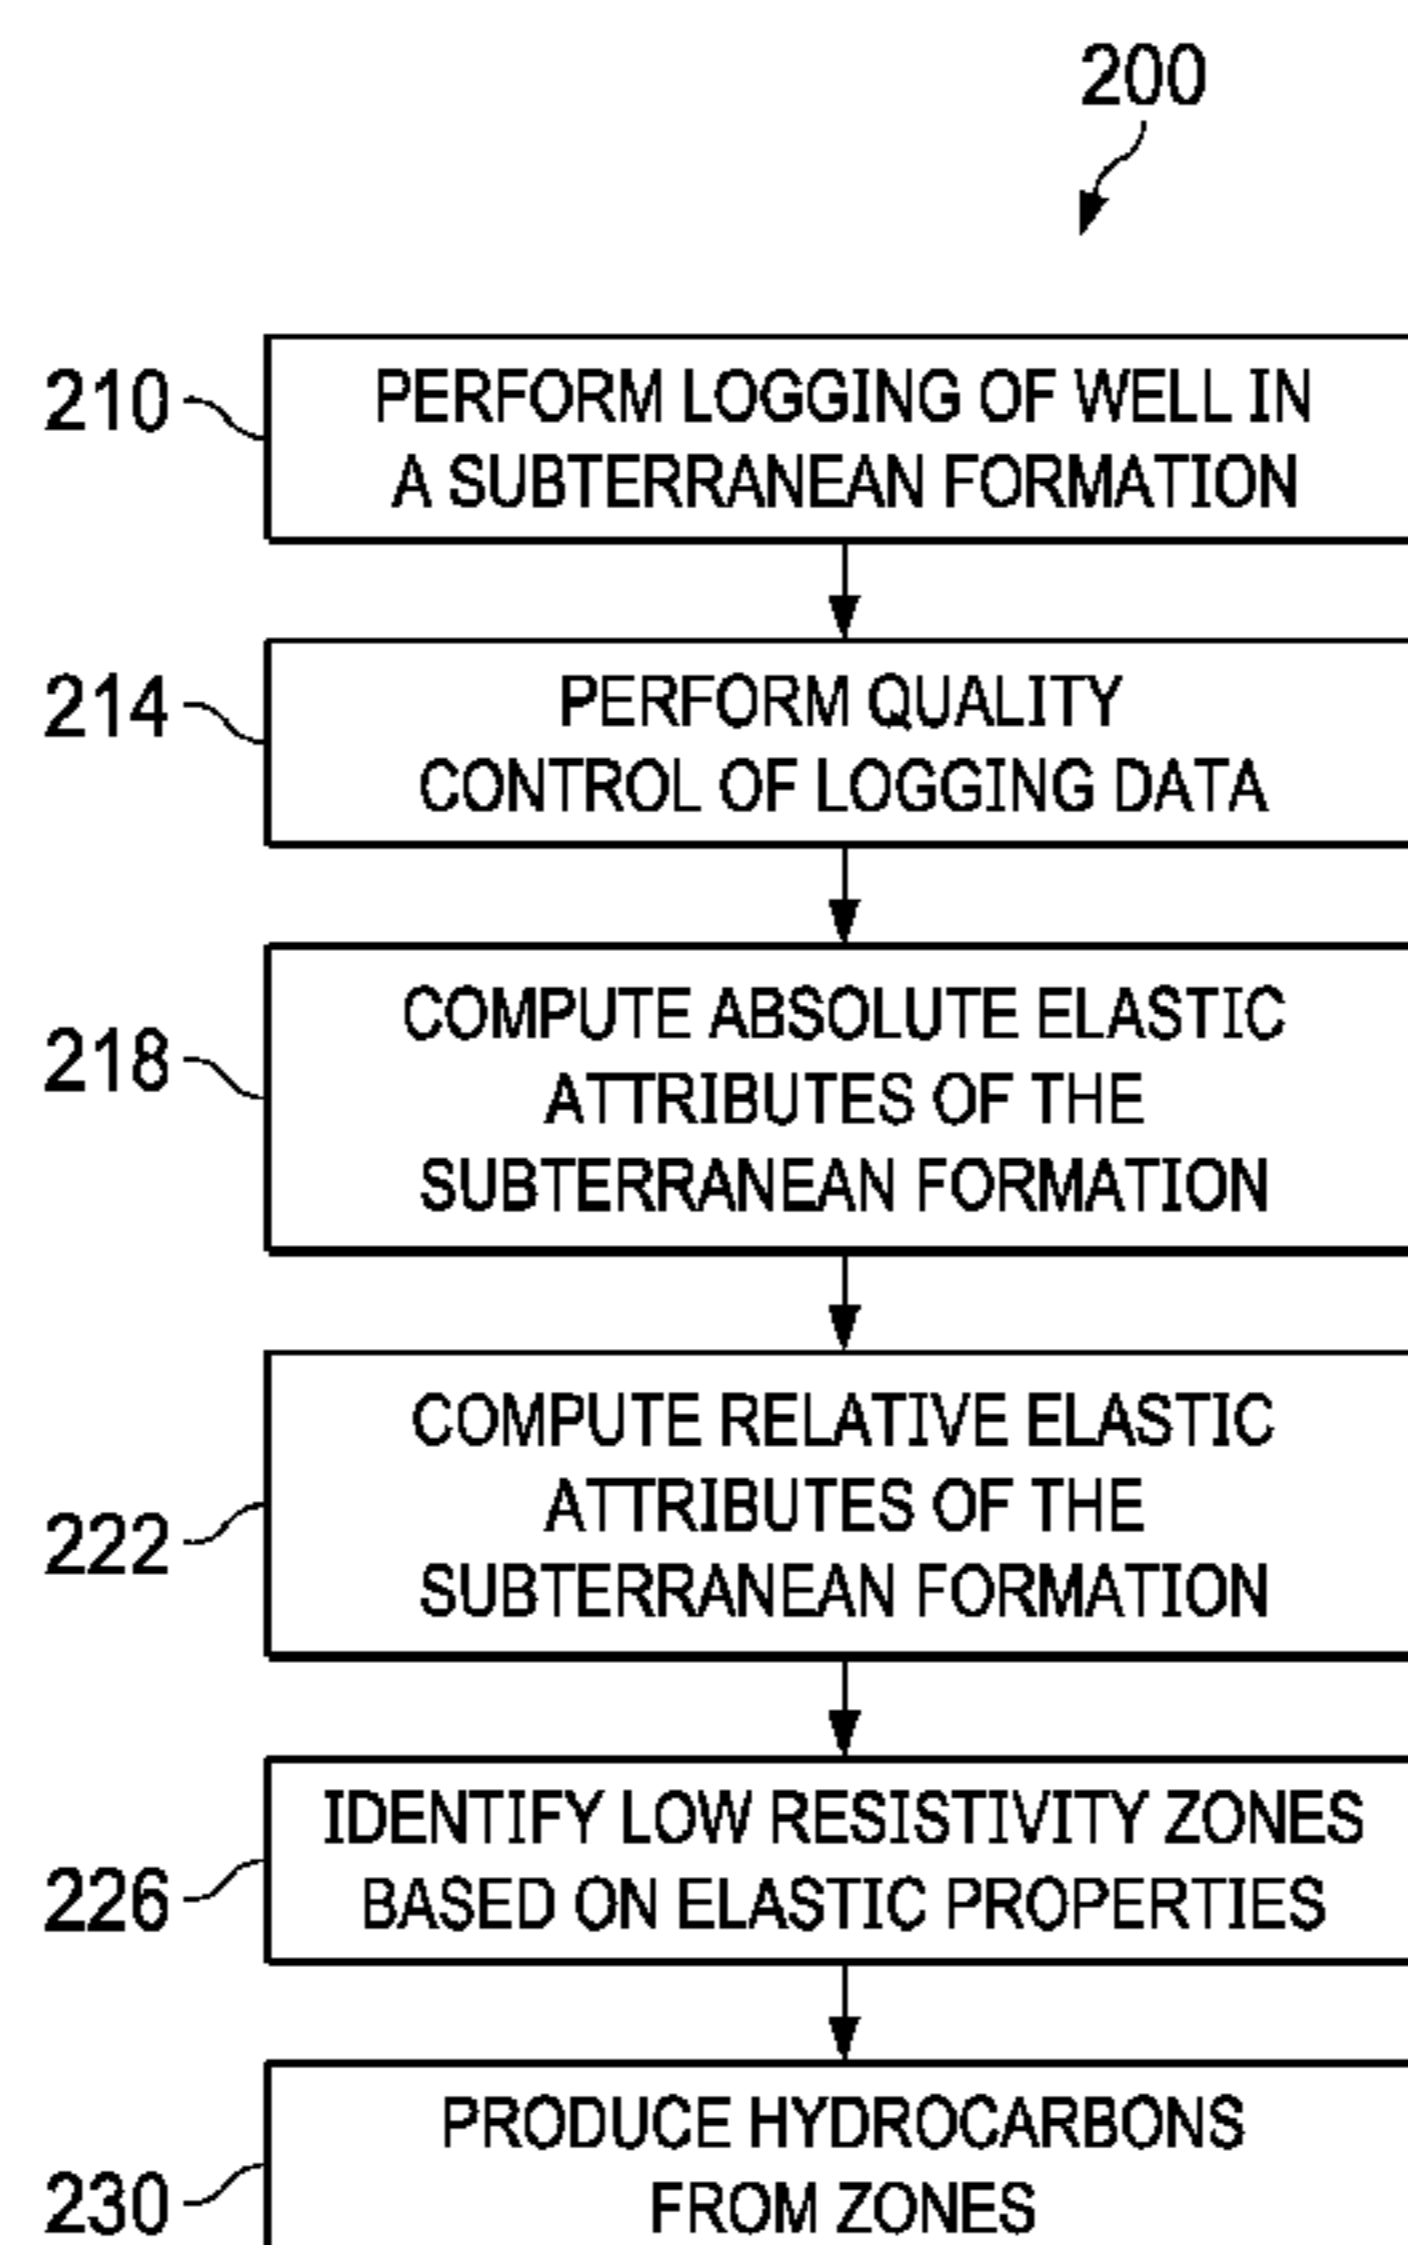 200
210
PERFORM LOGGING OF WELL IN
A SUBTERRANEAN FORMATION
214
PERFORM QUALITY
CONTROL OF LOGGING DATA
218
COMPUTE ABSOLUTE ELASTIC
ATTRIBUTES OF THE
SUBTERRANEAN FORMATION
222
COMPUTE RELATIVE ELASTIC
ATTRIBUTES OF THE
SUBTERRANEAN FORMATION
226
IDENTIFY LOW RESISTIVITY ZONES
BASED ON ELASTIC PROPERTIES
230
PRODUCE HYDROCARBONS
FROM ZONES